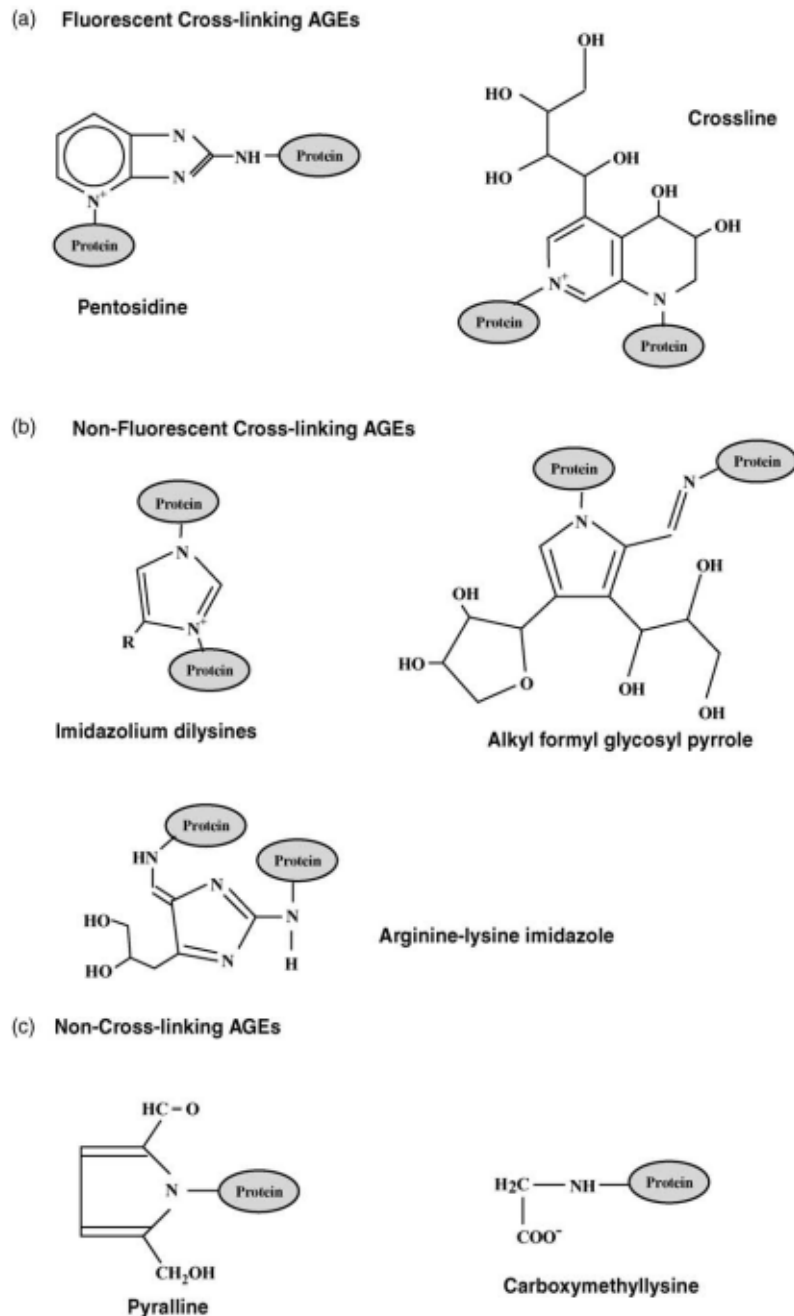 (a) Fluorescent Cross-linking AGEs
OH
HO
Crossline
N
NH
Protein
N
N+
Protein
Pentosidine
HO
OH
OH
OH
N+
N
Protein
Protein
(b) Non-Fluorescent Cross-linking AGEs
Protein
N
N+
R
Protein
Imidazolium dilysines
Protein
N
N
Protein
OH
HO
O
OH
OH
OH
Alkyl formyl glycosyl pyrrole
Protein
HN
N
Protein
N
N
H
HO
HO
Arginine-lysine imidazole
(c) Non-Cross-linking AGEs
HC=O
N
Protein
CH2OH
Pyralline
H2C
NH
Protein
COO-
Carboxymethyllysine